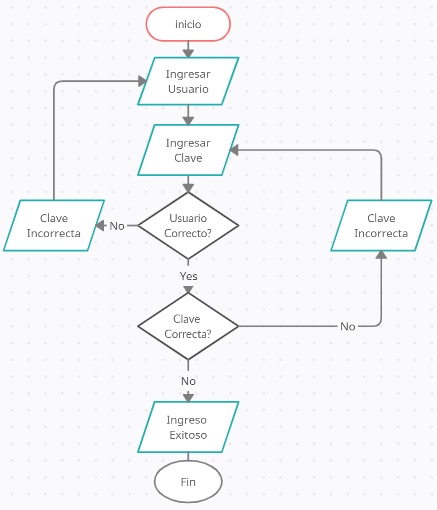 inicio
Ingresar
Usuario
Ingresar
Clave
Usuario
Correcto?
No
Clave
Incorrecta
Clave
Incorrecta
Yes
Clave
Correcta?
No
No
Ingreso
Exitoso
Fin